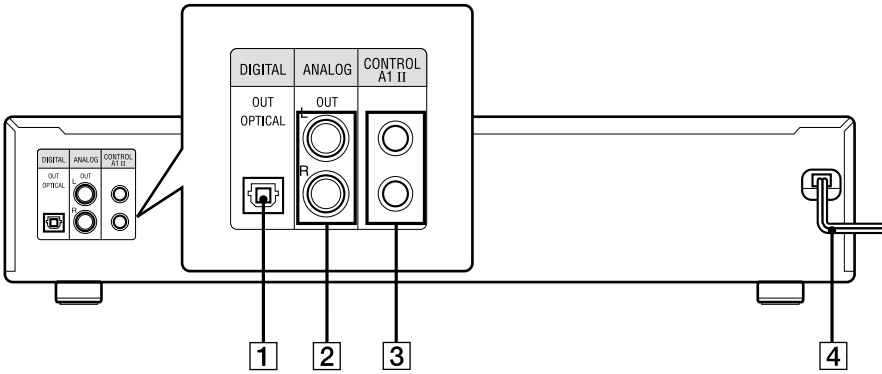 DIGITAL
ANALOG
CONTROL
A1 II
OUT
OPTICAL
OUT
L
R
DIGITAL
ANALOG
CONTROL
A1 II
OUT
OPTICAL
OUT
L
R
1
2
3
4